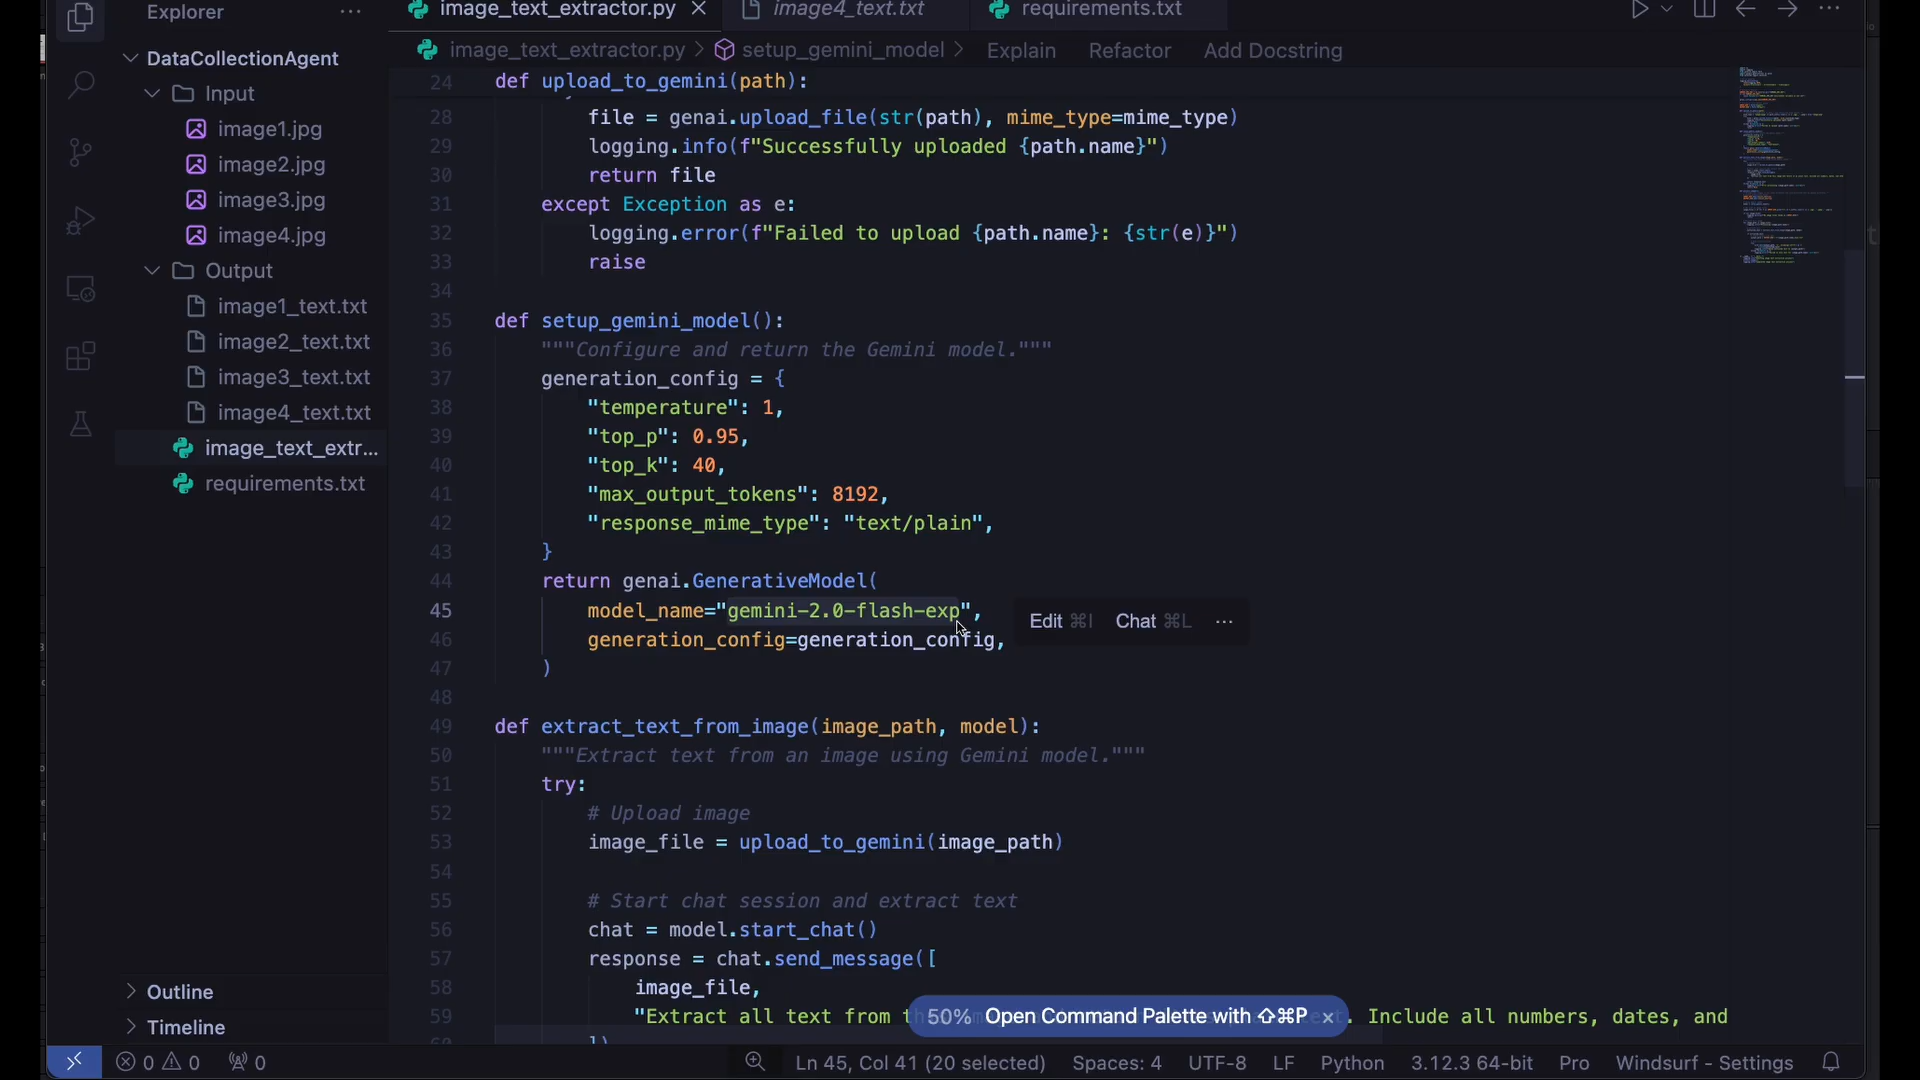 Explorer
DataCollectionAgent
Input
image1.jpg
image2.jpg
image3.jpg
image4.jpg
Output
image1_text.txt
image2_text.txt
image3_text.txt
image4_text.txt
image_text_extr...
requirements.txt
Outline
Timeline
image_text_extractor.py
image4_text.txt
requirements.txt
image_text_extractor.py > setup_gemini_model > Explain Refactor Add Docstring
24 def upload_to_gemini(path):
28 file = genai.upload_file(str(path), mime_type=mime_type)
29 logging.info(f"Successfully uploaded {path.name}")
30 return file
31 except Exception as e:
32 logging.error(f"Failed to upload {path.name}: {str(e)}")
33 raise
34
35 def setup_gemini_model():
36 """Configure and return the Gemini model."""
37 generation_config = {
38 "temperature": 1,
39 "top_p": 0.95,
40 "top_k": 40,
41 "max_output_tokens": 8192,
42 "response_mime_type": "text/plain",
43 }
44 return genai.GenerativeModel(
45 model_name="gemini-2.0-flash-exp",
Edit ⌘I Chat ⌘L ...
46 generation_config=generation_config,
47 )
48
49 def extract_text_from_image(image_path, model):
50 """Extract text from an image using Gemini model."""
51 try:
52 # Upload image
53 image_file = upload_to_gemini(image_path)
54
55 # Start chat session and extract text
56 chat = model.start_chat()
57 response = chat.send_message([
58 image_file,
59 "Extract all text from . Include all numbers, dates, and
60 ])
50% Open Command Palette with ⇧⌘P ×
0 0 0 Ln 45, Col 41 (20 selected) Spaces: 4 UTF-8 LF Python 3.12.3 64-bit Pro Windsurf - Settings